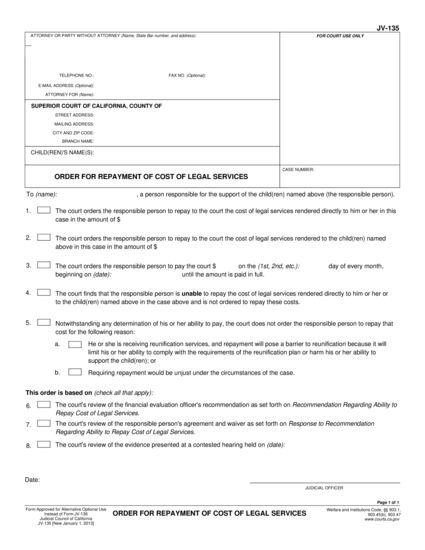 JV-135
ATTORNEY OR PARTY WITHOUT ATTORNEY (Name, State Bar number, and address):
FOR COURT USE ONLY
TELEPHONE NO.: FAX NO. (Optional):
E-MAIL ADDRESS (Optional):
ATTORNEY FOR (Name):
SUPERIOR COURT OF CALIFORNIA, COUNTY OF
STREET ADDRESS:
MAILING ADDRESS:
CITY AND ZIP CODE:
BRANCH NAME:
CHILD(REN)'S NAME(S):
ORDER FOR REPAYMENT OF COST OF LEGAL SERVICES
CASE NUMBER:
To (name): , a person responsible for the support of the child(ren) named above (the responsible person).
1. The court orders the responsible person to repay to the court the cost of legal services rendered directly to him or her in this
case in the amount of $
2. The court orders the responsible person to repay to the court the cost of legal services rendered to the child(ren) named
above in this case in the amount of $
3. The court orders the responsible person to pay the court $ on the (1st, 2nd, etc.): day of every month,
beginning on (date): until the amount is paid in full.
4. The court finds that the responsible person is unable to repay the cost of legal services rendered directly to him or her or
to the child(ren) named above in the case above and is not ordered to repay these costs.
5. Notwithstanding any determination of his or her ability to pay, the court does not order the responsible person to repay that
cost for the following reason:
a. He or she is receiving reunification services, and repayment will pose a barrier to reunification because it will
limit his or her ability to comply with the requirements of the reunification plan or harm his or her ability to
support the child(ren); or
b. Requiring repayment would be unjust under the circumstances of the case.
This order is based on (check all that apply):
6. The court's review of the financial evaluation officer's recommendation as set forth on Recommendation Regarding Ability to
Repay Cost of Legal Services.
7. The court's review of the responsible person's agreement and waiver as set forth on Response to Recommendation
Regarding Ability to Repay Cost of Legal Services.
8. The court's review of the evidence presented at a contested hearing held on (date):
Date:
JUDICIAL OFFICER
Page 1 of 1
Form Approved for Alternative Optional Use
Instead of Form JV-136
Judicial Council of California
JV-135 [New January 1, 2013]
ORDER FOR REPAYMENT OF COST OF LEGAL SERVICES
Welfare and Institutions Code, §§ 903.1,
903.45(b), 903.47
www.courts.ca.gov